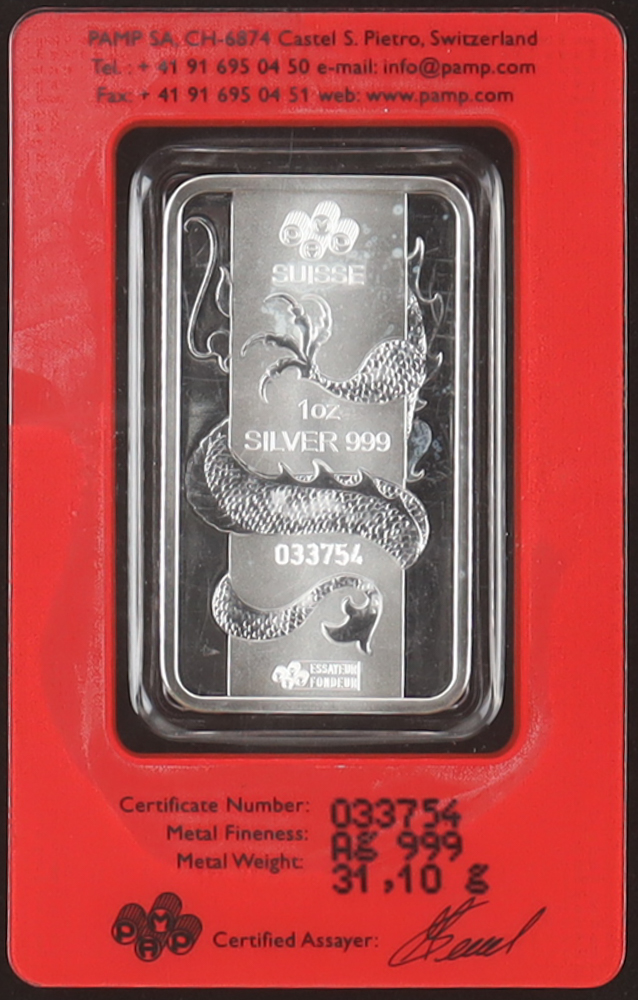 PAMP SA, CH-6874 Castel S. Pietro, Switzerland
Tel.: + 41 91 695 04 50 e-mail: info@pamp.com
Fax: + 41 91 695 04 51 web: www.pamp.com
PAMP
SUISSE
1oz
SILVER 999
033754
PAMP ESSAYEUR
FONDEUR
Certificate Number: 033754
Metal Fineness: Ag 999
Metal Weight: 31,10 g
PAMP Certified Assayer: